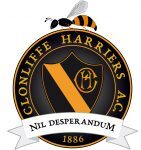 CLONLIFFE HARRIERS A.C
NIL DESPERANDUM
1886